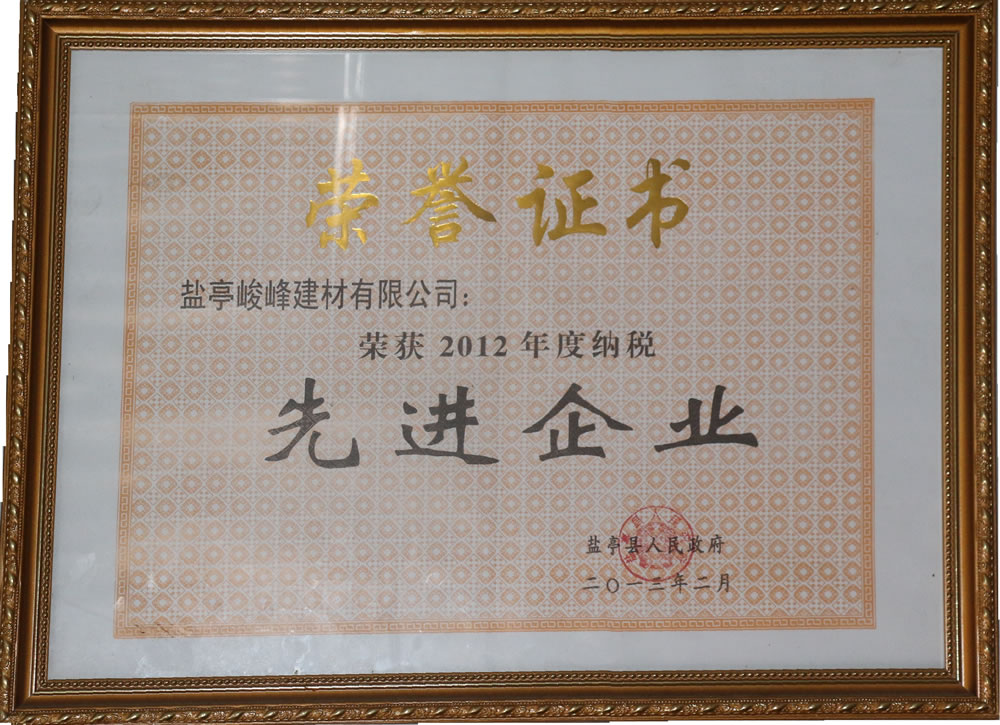 荣誉证书
盐亭峻峰建材有限公司：
荣获 2012 年度纳税
先进企业
盐亭县人民政府
二〇一三年二月